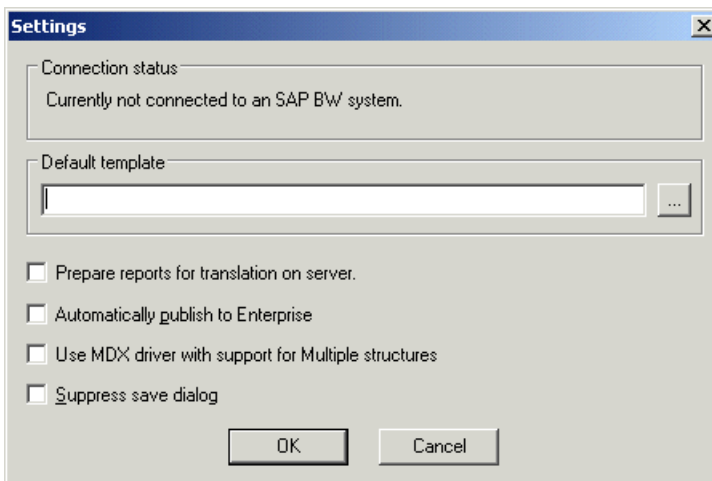 Settings
Connection status
Currently not connected to an SAP BW system.
Default template
...
Prepare reports for translation on server.
Automatically publish to Enterprise
Use MDX driver with support for Multiple structures
Suppress save dialog
OK Cancel